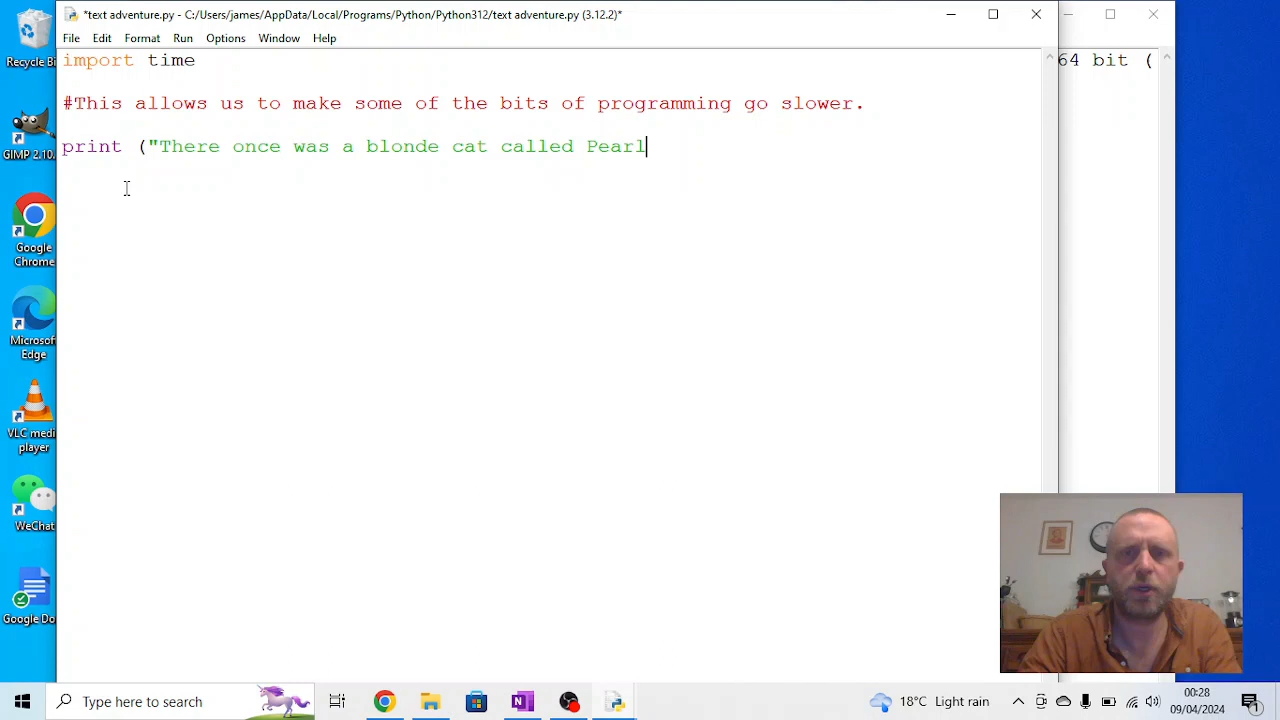 *text adventure.py - C:/Users/james/AppData/Local/Programs/Python/Python312/text adventure.py (3.12.2)*
File Edit Format Run Options Window Help
import time
64 bit (
#This allows us to make some of the bits of programming go slower.
print ("There once was a blonde cat called Pearl
Recycle Bi
GIMP 2.10.
Google
Chrome
Microsof
Edge
VLC medi
player
WeChat
Google Do
Type here to search
18°C Light rain
00:28
09/04/2024
1